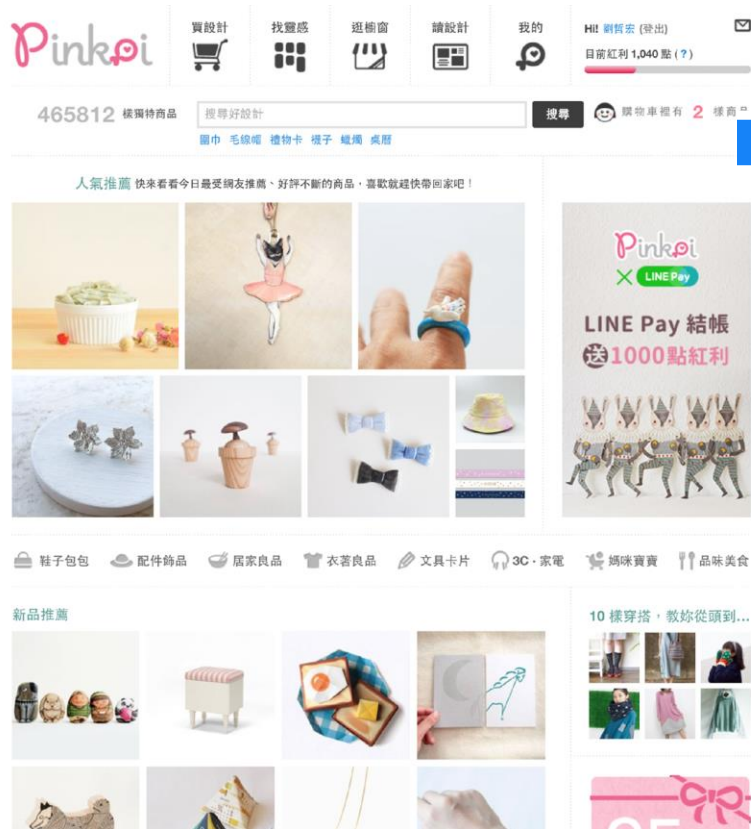 Pinkoi
買設計
找靈感
逛櫥窗
讀設計
我的
Hi! 劉哲宏 (登出)
目前紅利 1,040 點 ( ? )
465812 樣獨特商品
搜尋好設計
搜尋
購物車裡有 2 樣商品
圍巾 毛線帽 禮物卡 襪子 蠟燭 桌曆
人氣推薦 快來看看今日最受網友推薦、好評不斷的商品，喜歡就趕快帶回家吧！
Pinkoi
× LINE Pay
LINE Pay 結帳
送1000點紅利
鞋子包包
配件飾品
居家良品
衣著良品
文具卡片
3C・家電
媽咪寶寶
品味美食
新品推薦
10 樣穿搭，教妳從頭到...